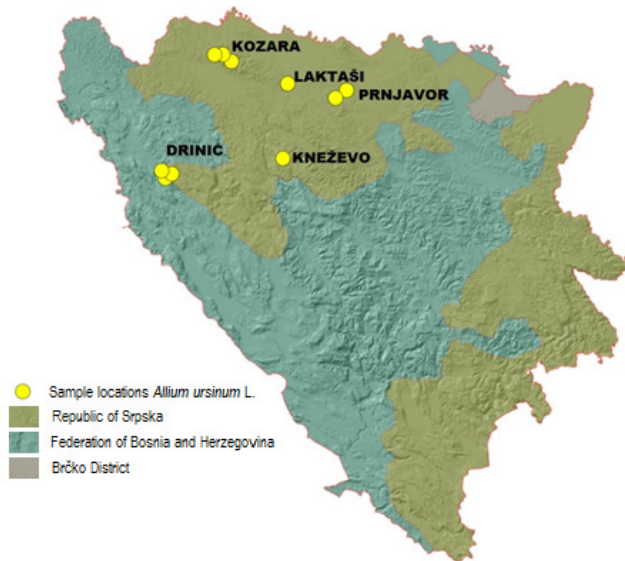 KOZARA
LAKTAŠI
PRNJAVOR
DRINIĆ
KNEŽEVO
Sample locations Allium ursinum L.
Republic of Srpska
Federation of Bosnia and Herzegovina
Brčko District